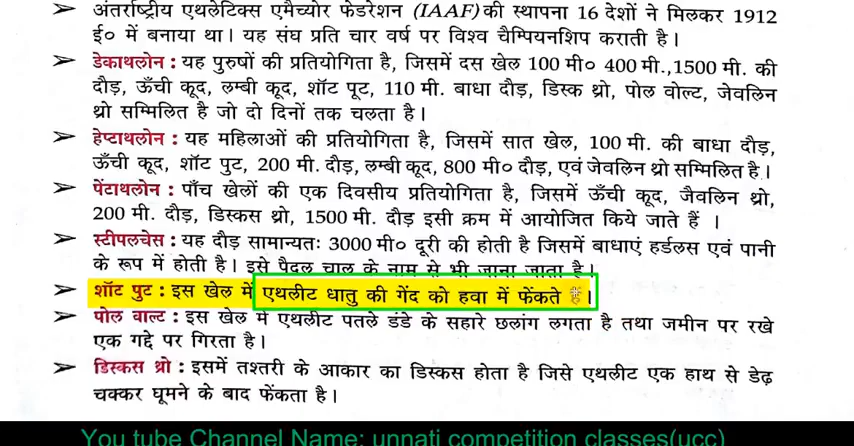 ➢ अंतर्राष्ट्रीय एथलेटिक्स एमैच्योर फेडरेशन (IAAF) की स्थापना 16 देशों ने मिलकर 1912
ई० में बनाया था। यह संघ प्रति चार वर्ष पर विश्व चैम्पियनशिप कराती है।
➢ डेकाथलोन : यह पुरुषों की प्रतियोगिता है, जिसमें दस खेल 100 मी० 400 मी.,1500 मी. की
दौड़, ऊँची कूद, लम्बी कूद, शॉट पूट, 110 मी. बाधा दौड़, डिस्क थ्रो, पोल वोल्ट, जेवलिन
थ्रो सम्मिलित है जो दो दिनों तक चलता है।
➢ हेप्टाथलोन : यह महिलाओं की प्रतियोगिता है, जिसमें सात खेल, 100 मी. की बाधा दौड़,
ऊँची कूद, शॉट पुट, 200 मी. दौड़, लम्बी कूद, 800 मी० दौड़, एवं जेवलिन थ्रो सम्मिलित है।
➢ पेंटाथलोन : पाँच खेलों की एक दिवसीय प्रतियोगिता है, जिसमें ऊँची कूद, जैवलिन थ्रो,
200 मी. दौड़, डिस्कस थ्रो, 1500 मी. दौड़ इसी क्रम में आयोजित किये जाते हैं ।
➢ स्टीपलचेस : यह दौड़ सामान्यतः 3000 मी० दूरी की होती है जिसमें बाधाएं हर्डलस एवं पानी
के रूप में होती है। इसे पैदल चाल के नाम से भी जाना जाता है।
➢ शॉट पुट : इस खेल में एथलीट धातु की गेंद को हवा में फेंकते हैं।
➢ पोल वाल्ट : इस खेल में एथलीट पतले डंडे के सहारे छलांग लगता है तथा जमीन पर रखे
एक गद्दे पर गिरता है।
➢ डिस्कस थ्रो : इसमें तश्तरी के आकार का डिस्कस होता है जिसे एथलीट एक हाथ से डेढ़
चक्कर घूमने के बाद फेंकता है।
You tube Channel Name: unnati competition classes(ucc)